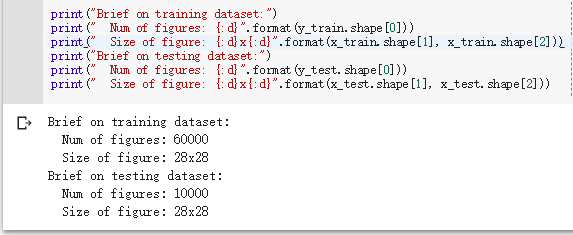 print("Brief on training dataset:")
print("  Num of figures: {:d}".format(y_train.shape[0]))
print("  Size of figure: {:d}x{:d}".format(x_train.shape[1], x_train.shape[2]))
print("Brief on testing dataset:")
print("  Num of figures: {:d}".format(y_test.shape[0]))
print("  Size of figure: {:d}x{:d}".format(x_test.shape[1], x_test.shape[2]))
Brief on training dataset:
  Num of figures: 60000
  Size of figure: 28x28
Brief on testing dataset:
  Num of figures: 10000
  Size of figure: 28x28